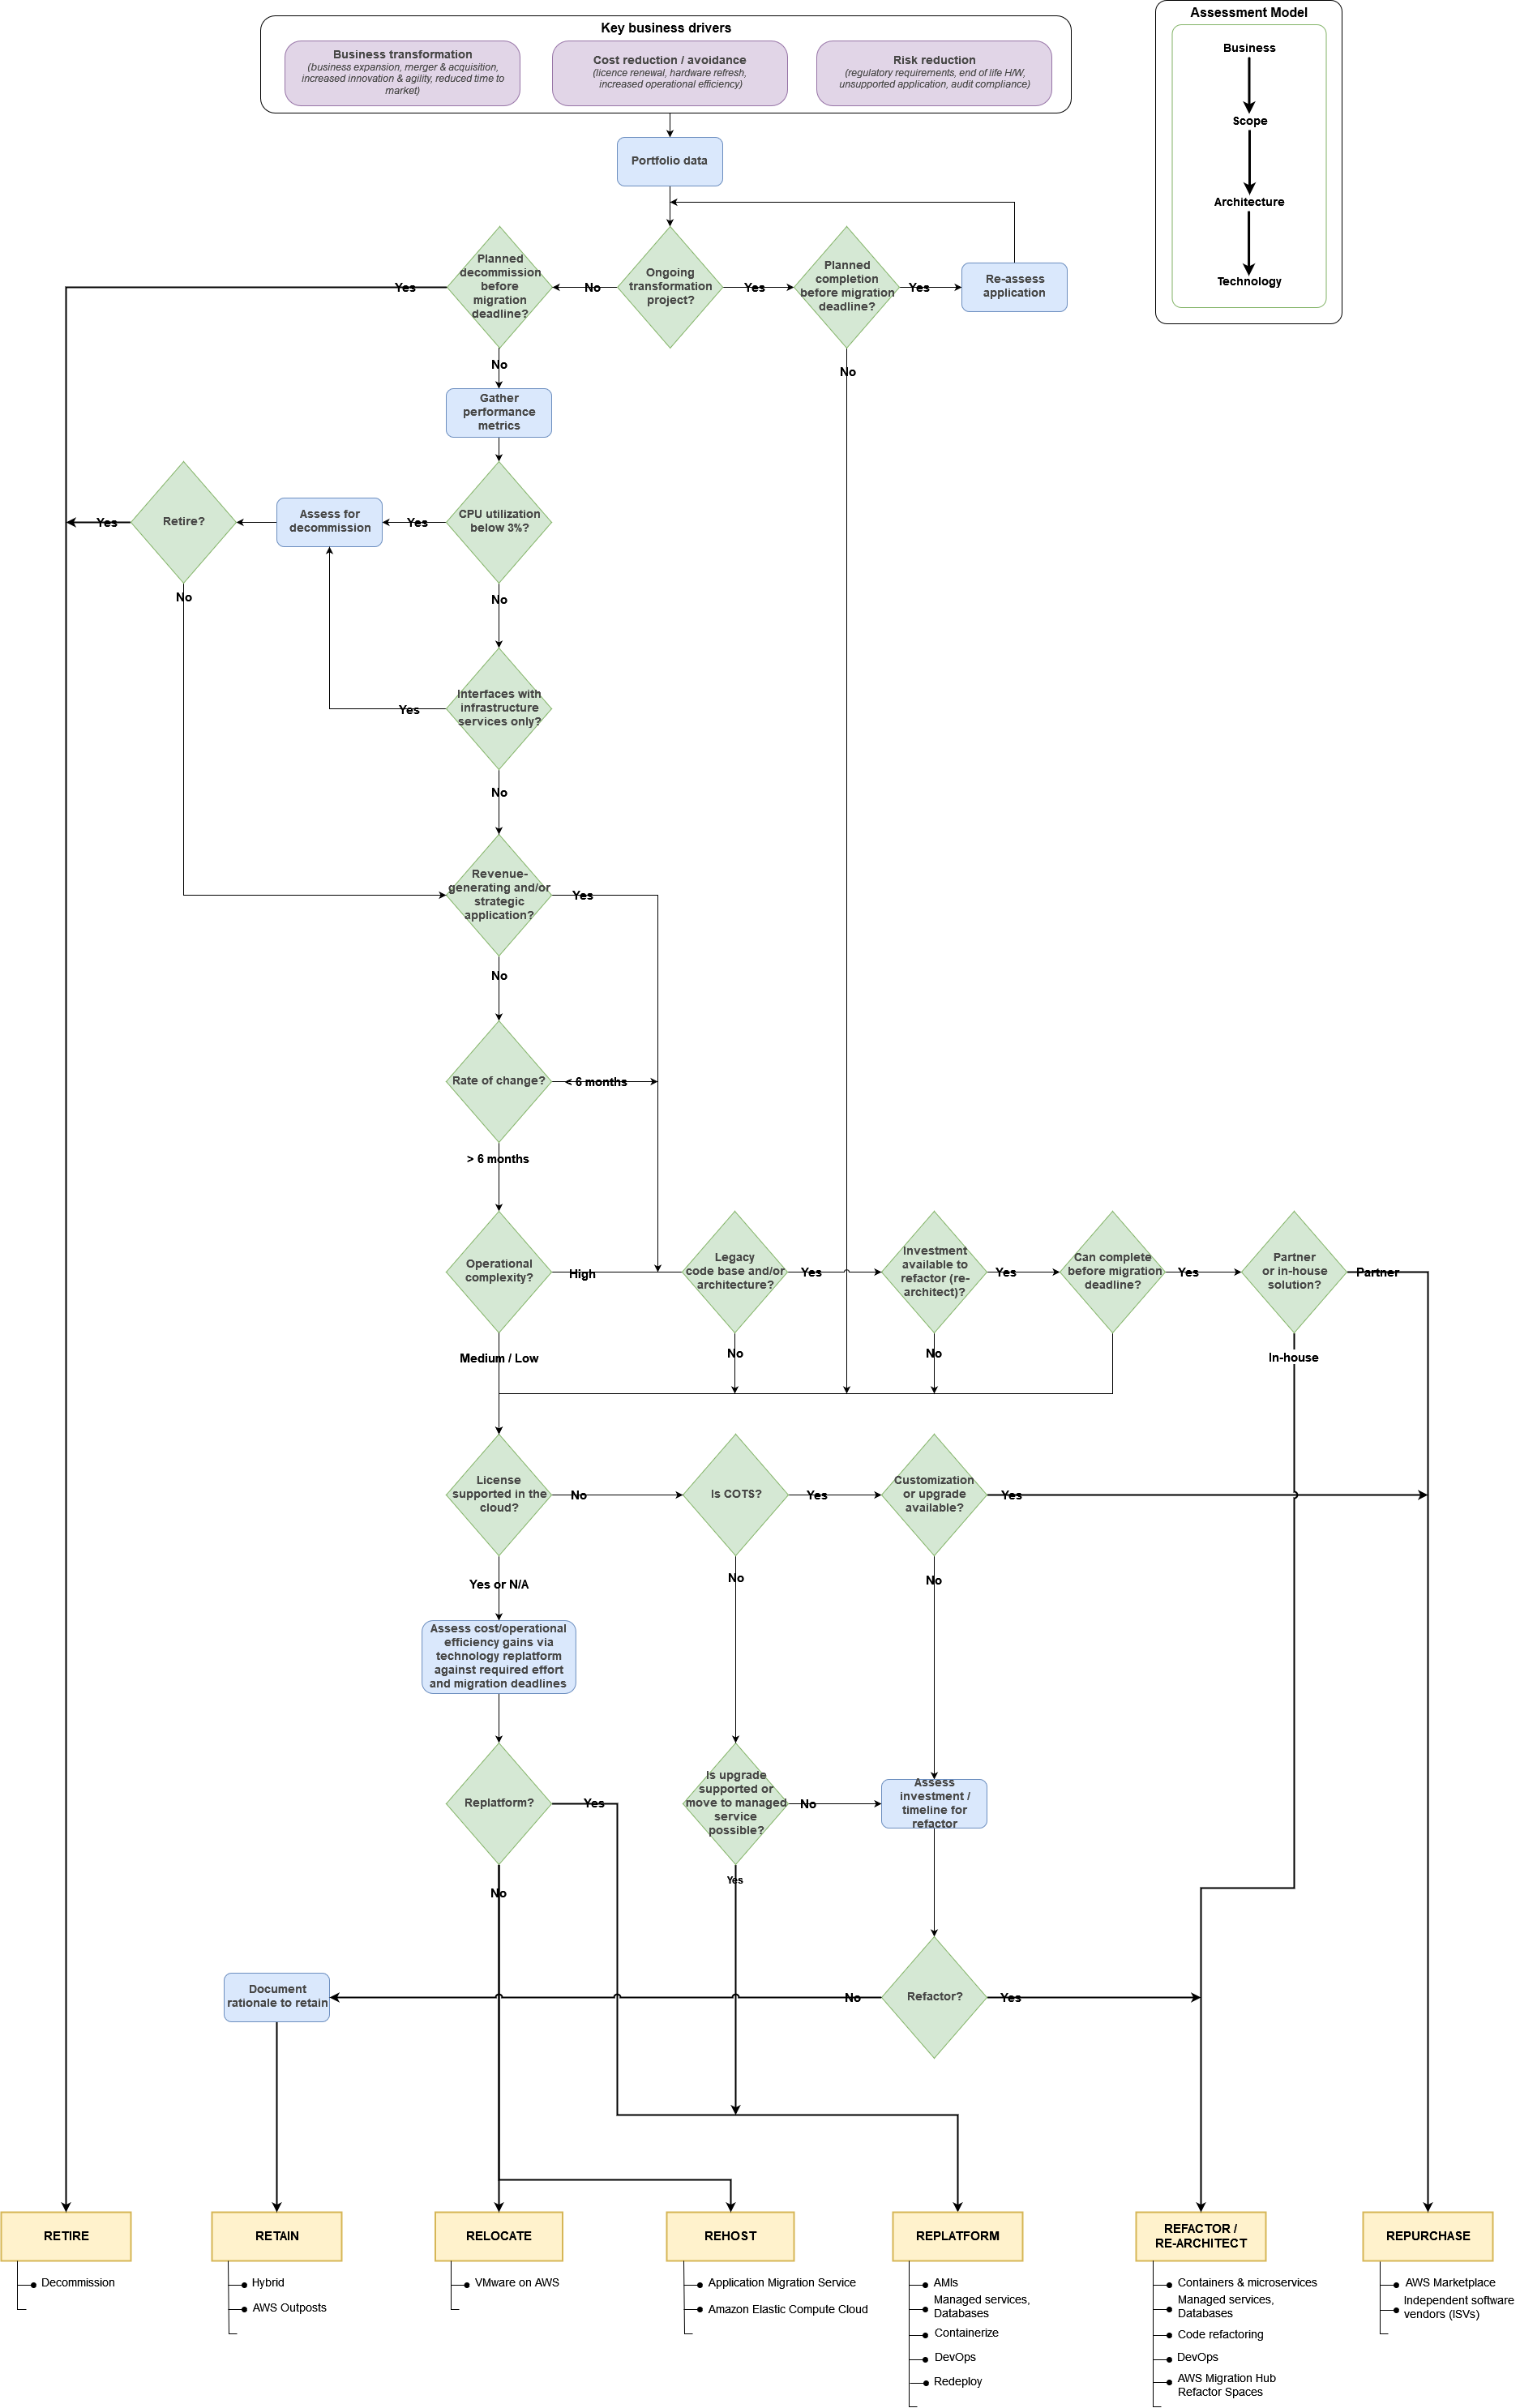 Key business drivers
Business transformation
(business expansion, merger & acquisition,
increased innovation & agility, reduced time to
market)
Cost reduction / avoidance
(licence renewal, hardware refresh,
increased operational efficiency)
Risk reduction
(regulatory requirements, end of life H/W,
unsupported application, audit compliance)
Assessment Model
Business
Scope
Architecture
Technology
Portfolio data
Planned
decommission
before
migration
deadline?
Yes
No
Ongoing
transformation
project?
No
Yes
Planned
completion
before migration
deadline?
Yes
No
Re-assess
application
Gather
performance
metrics
CPU utilization
below 3%?
Yes
No
Assess for
decommission
Retire?
Yes
No
Interfaces with
infrastructure
services only?
Yes
No
Revenue-
generating and/or
strategic
application?
Yes
No
Rate of change?
< 6 months
> 6 months
Operational
complexity?
High
Medium / Low
Legacy
code base and/or
architecture?
Yes
No
Investment
available to
refactor (re-
architect)?
Yes
No
Can complete
before migration
deadline?
Yes
Partner
or in-house
solution?
Partner
In-house
License
supported in the
cloud?
No
Yes or N/A
Is COTS?
Yes
No
Customization
or upgrade
available?
Yes
No
Assess cost/operational
efficiency gains via
technology replatform
against required effort
and migration deadlines
Replatform?
Yes
No
Is upgrade
supported or
move to managed
service
possible?
No
Yes
Assess
investment /
timeline for
refactor
Refactor?
No
Yes
Document
rationale to retain
RETIRE
Decommission
RETAIN
Hybrid
AWS Outposts
RELOCATE
VMware on AWS
REHOST
Application Migration Service
Amazon Elastic Compute Cloud
REPLATFORM
AMIs
Managed services,
Databases
Containerize
DevOps
Redeploy
REFACTOR /
RE-ARCHITECT
Containers & microservices
Managed services,
Databases
Code refactoring
DevOps
AWS Migration Hub
Refactor Spaces
REPURCHASE
AWS Marketplace
Independent software
vendors (ISVs)